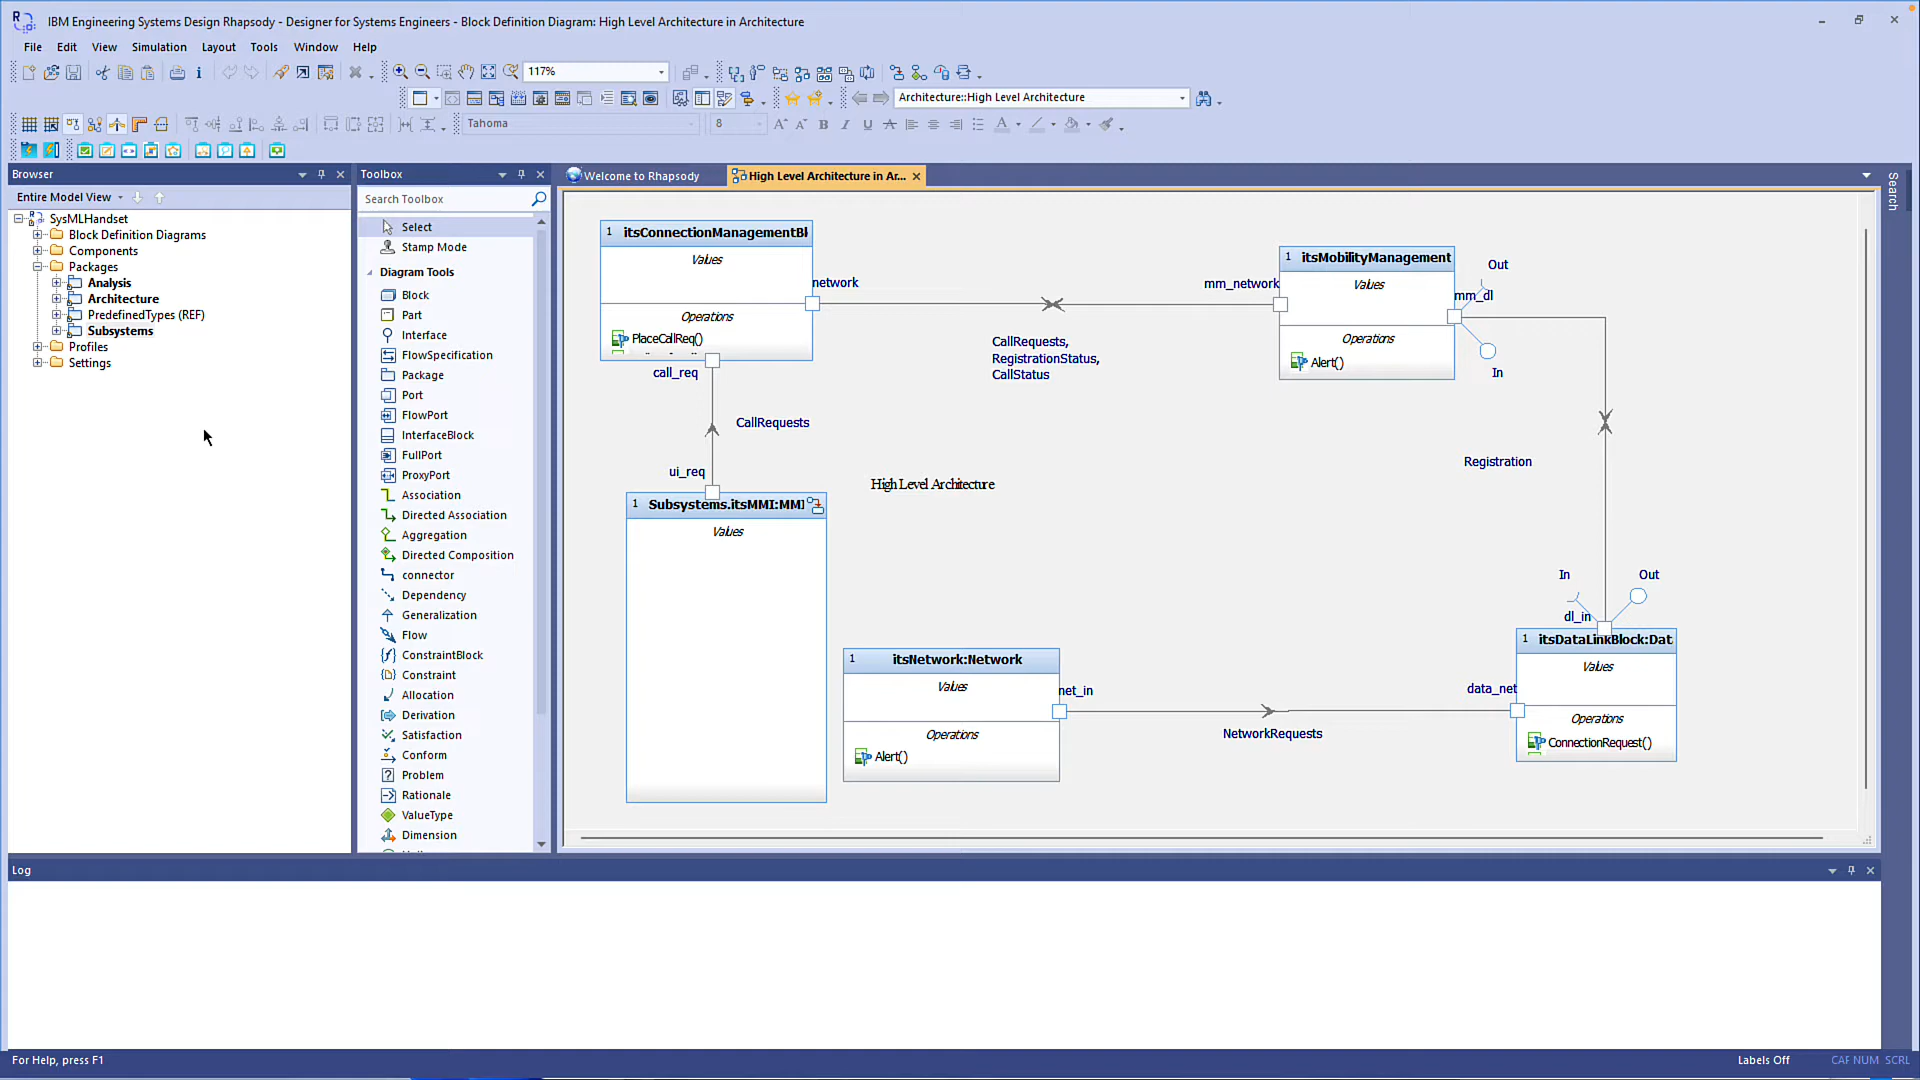 IBM Engineering Systems Design Rhapsody - Designer for Systems Engineers - Block Definition Diagram: High Level Architecture in Architecture
File Edit View Simulation Layout Tools Window Help
117%
Architecture::High Level Architecture
Tahoma 8
Browser
Entire Model View
SysMLHandset
Block Definition Diagrams
Components
Packages
Analysis
Architecture
PredefinedTypes (REF)
Subsystems
Profiles
Settings
Toolbox
Search Toolbox
Select
Stamp Mode
Diagram Tools
Block
Part
Interface
FlowSpecification
Package
Port
FlowPort
InterfaceBlock
FullPort
ProxyPort
Association
Directed Association
Aggregation
Directed Composition
connector
Dependency
Generalization
Flow
ConstraintBlock
Constraint
Allocation
Derivation
Satisfaction
Conform
Problem
Rationale
ValueType
Dimension
Welcome to Rhapsody
High Level Architecture in Ar...
1 itsConnectionManagementBl
Values
Operations
PlaceCallReq()
network
call_req
CallRequests
ui_req
1 Subsystems.itsMMI:MMI
Values
CallRequests,
RegistrationStatus,
CallStatus
High Level Architecture
mm_network
1 itsMobilityManagement
Values
Operations
Alert()
Out
mm_dl
In
Registration
In
Out
dl_in
1 itsDataLinkBlock:Dat
Values
Operations
ConnectionRequest()
data_net
1 itsNetwork:Network
Values
Operations
Alert()
net_in
NetworkRequests
Search
Log
For Help, press F1
Labels Off
CAP NUM SCRL